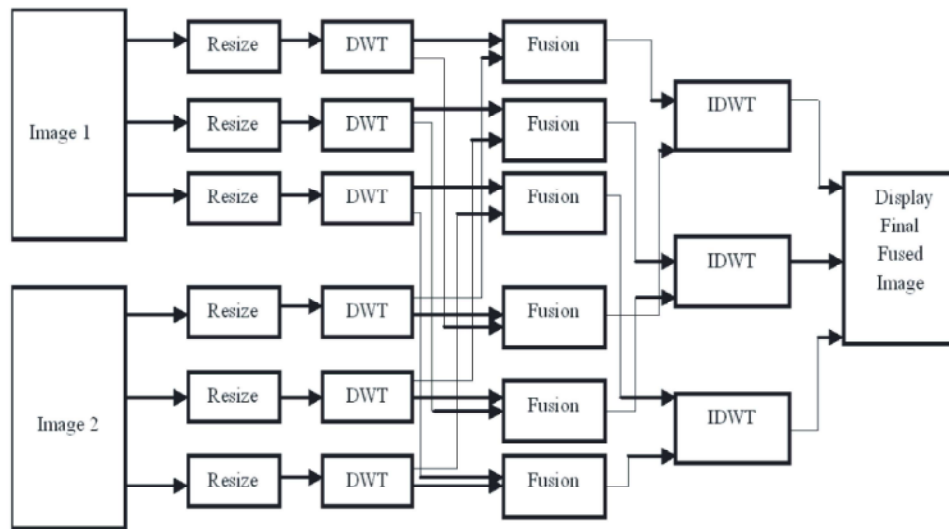 Image 1
Resize
DWT
Fusion
Resize
DWT
Fusion
Resize
DWT
Fusion
Image 2
Resize
DWT
Fusion
Resize
DWT
Fusion
Resize
DWT
Fusion
IDWT
IDWT
IDWT
Display
Final
Fused
Image